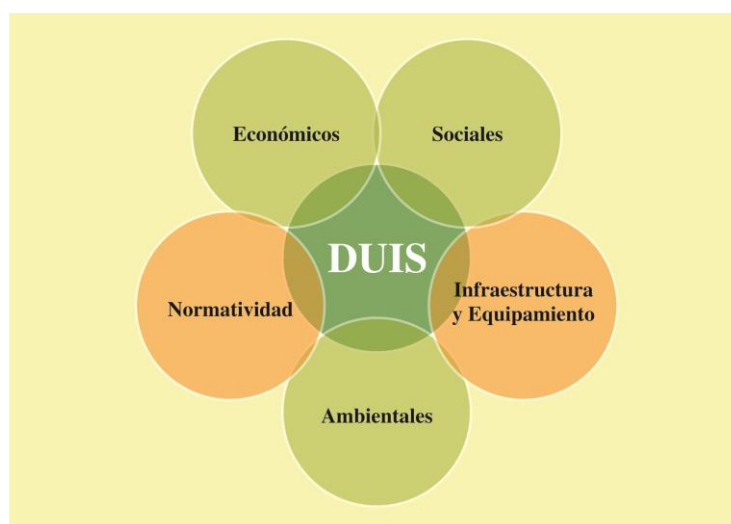 Económicos
Sociales
DUIS
Normatividad
Infraestructura
y Equipamiento
Ambientales